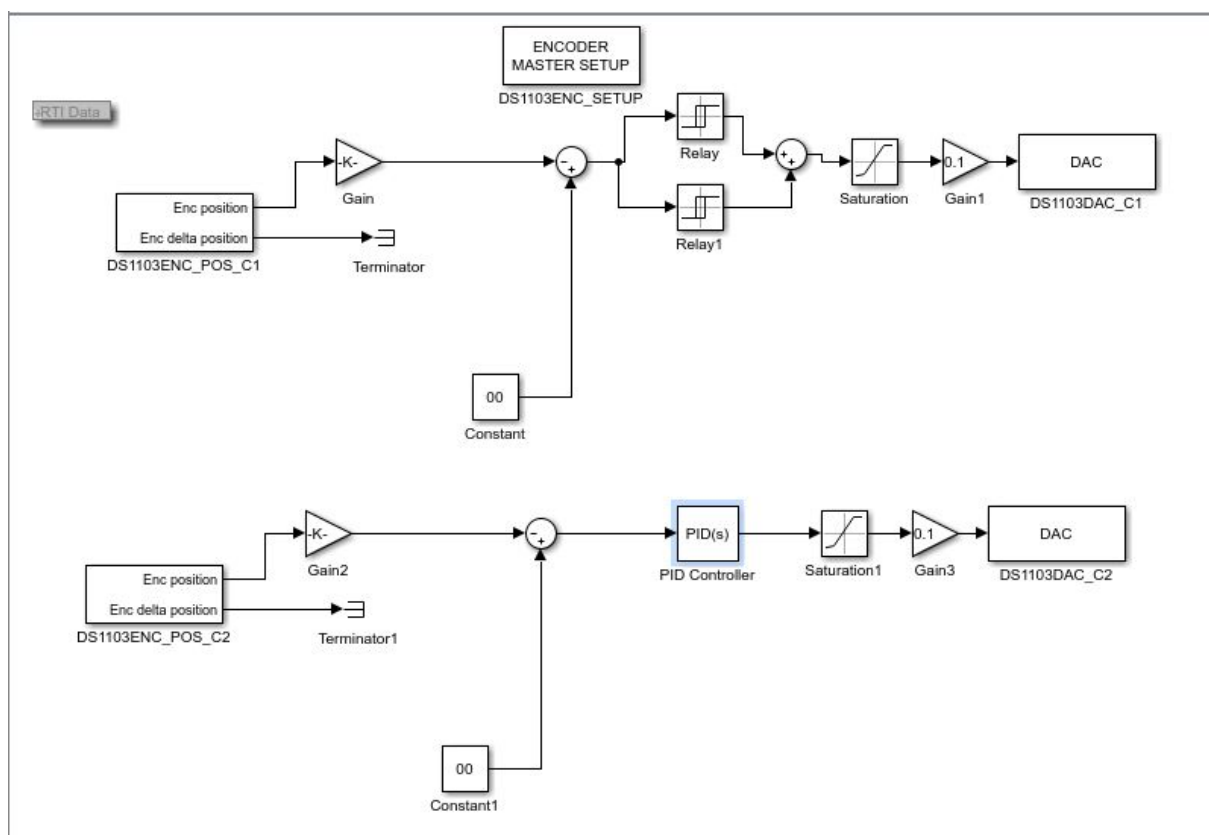 ENCODER
MASTER SETUP
DS1103ENC_SETUP
RTI Data
Relay
-K-
Gain
-
+
+
+
Saturation
0.1
Gain1
DAC
DS1103DAC_C1
Enc position
Enc delta position
DS1103ENC_POS_C1
Terminator
Relay1
00
Constant
-K-
Gain2
-
+
PID(s)
PID Controller
Saturation1
0.1
Gain3
DAC
DS1103DAC_C2
Enc position
Enc delta position
DS1103ENC_POS_C2
Terminator1
00
Constant1